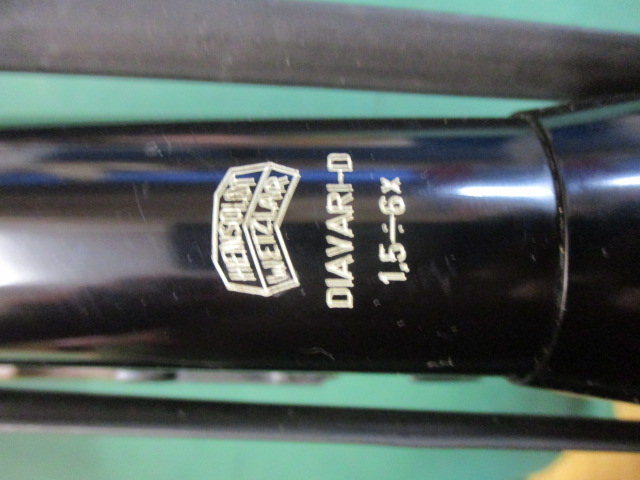 HENSOLDT
WETZLAR
DIAVARI-D
1,5÷6x